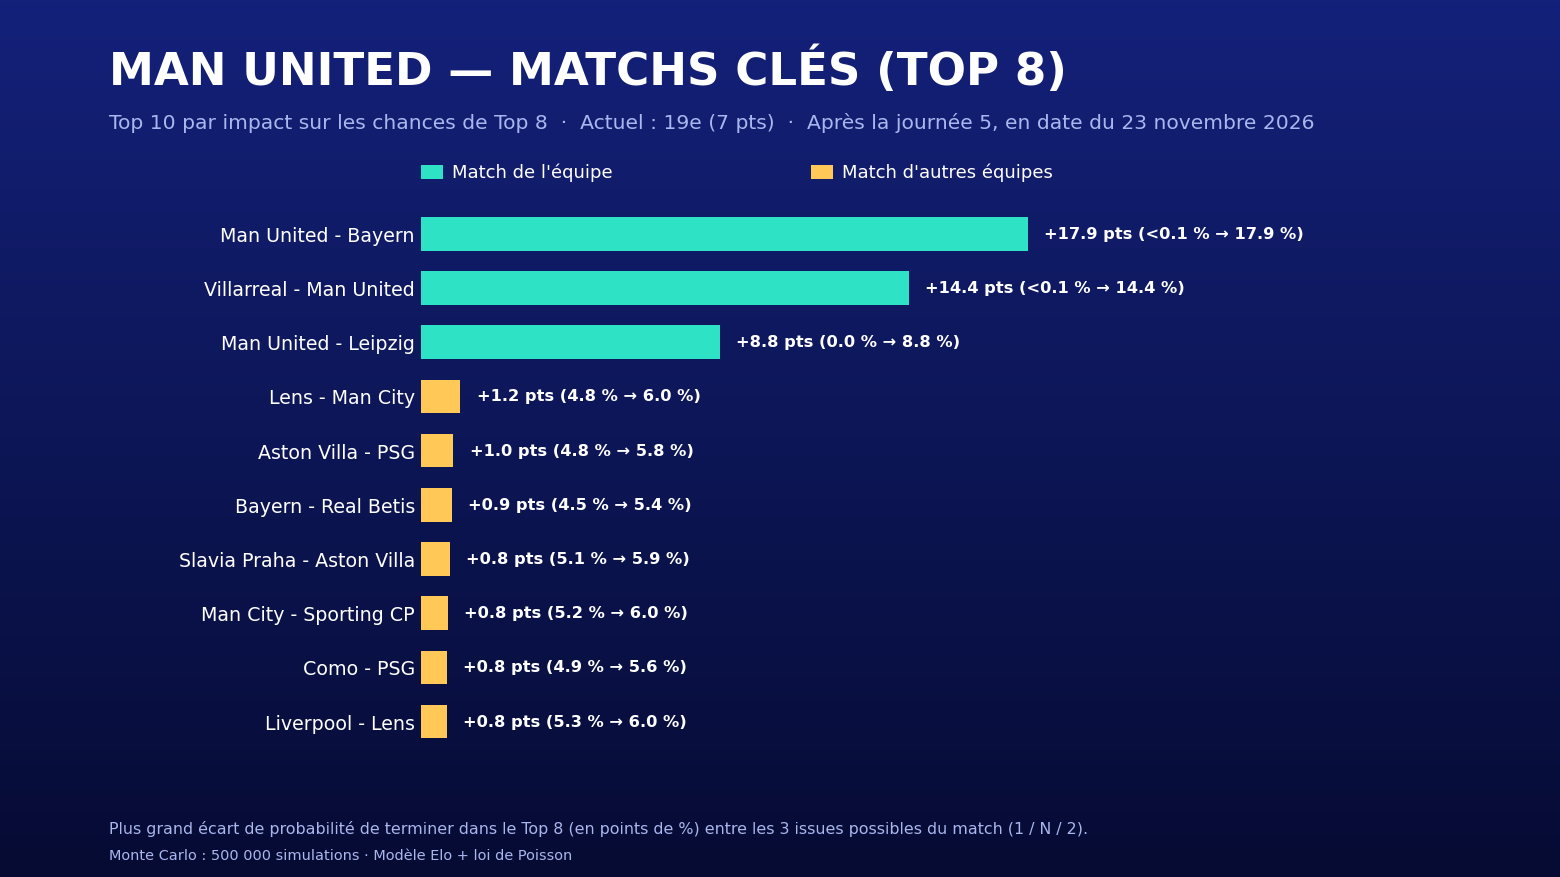 MAN UNITED — MATCHS CLÉS (TOP 8)
Top 10 par impact sur les chances de Top 8 · Actuel : 19e (7 pts) · Après la journée 5, en date du 23 novembre 2026
Match de l'équipe
Match d'autres équipes
Man United - Bayern +17.9 pts (<0.1 % → 17.9 %)
Villarreal - Man United +14.4 pts (<0.1 % → 14.4 %)
Man United - Leipzig +8.8 pts (0.0 % → 8.8 %)
Lens - Man City +1.2 pts (4.8 % → 6.0 %)
Aston Villa - PSG +1.0 pts (4.8 % → 5.8 %)
Bayern - Real Betis +0.9 pts (4.5 % → 5.4 %)
Slavia Praha - Aston Villa +0.8 pts (5.1 % → 5.9 %)
Man City - Sporting CP +0.8 pts (5.2 % → 6.0 %)
Como - PSG +0.8 pts (4.9 % → 5.6 %)
Liverpool - Lens +0.8 pts (5.3 % → 6.0 %)
Plus grand écart de probabilité de terminer dans le Top 8 (en points de %) entre les 3 issues possibles du match (1 / N / 2).
Monte Carlo : 500 000 simulations · Modèle Elo + loi de Poisson